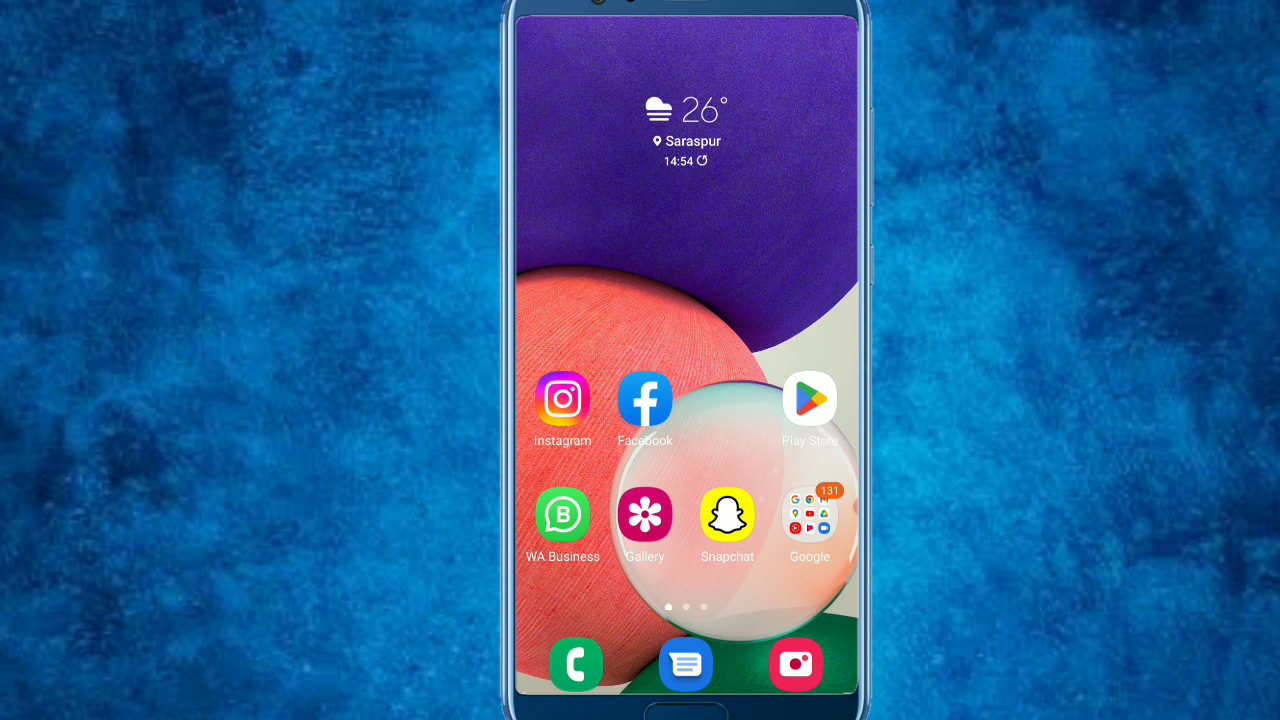 26°
Saraspur
14:54
Instagram
Facebook
Play Store
131
WA Business
Gallery
Snapchat
Google